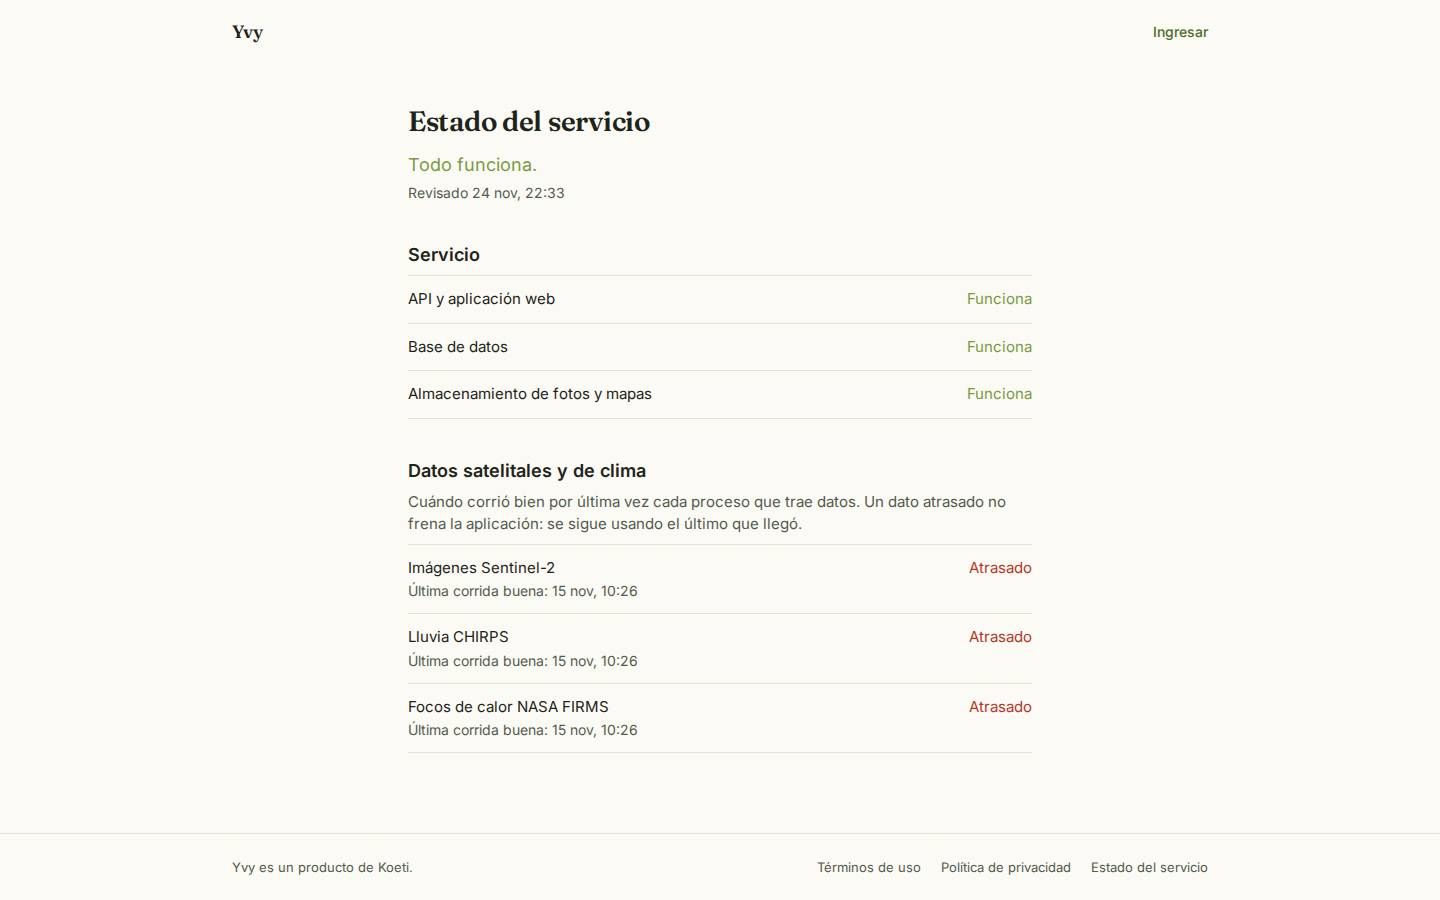 Yvy
Ingresar
Estado del servicio
Todo funciona.
Revisado 24 nov, 22:33
Servicio
API y aplicación web
Funciona
Base de datos
Funciona
Almacenamiento de fotos y mapas
Funciona
Datos satelitales y de clima
Cuándo corrió bien por última vez cada proceso que trae datos. Un dato atrasado no
frena la aplicación: se sigue usando el último que llegó.
Imágenes Sentinel-2
Atrasado
Última corrida buena: 15 nov, 10:26
Lluvia CHIRPS
Atrasado
Última corrida buena: 15 nov, 10:26
Focos de calor NASA FIRMS
Atrasado
Última corrida buena: 15 nov, 10:26
Yvy es un producto de Koeti.
Términos de uso
Política de privacidad
Estado del servicio